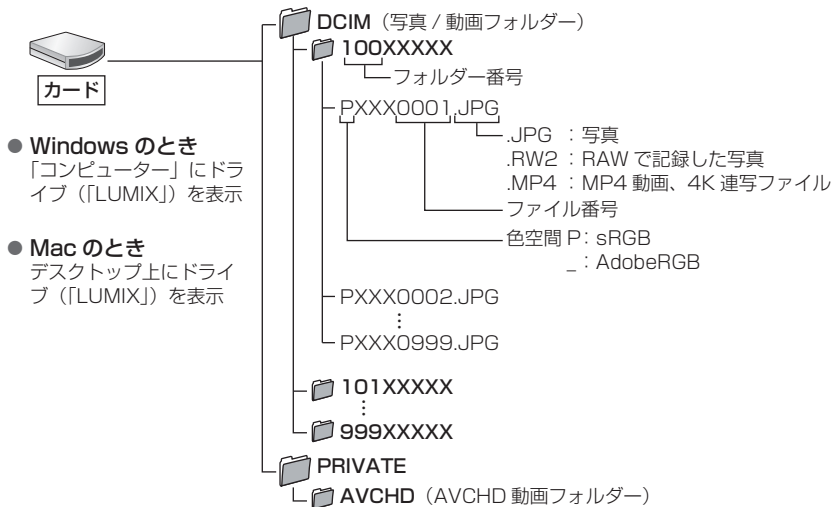 カード
● Windows のとき
「コンピューター」にドラ
イブ（「LUMIX」）を表示
● Mac のとき
デスクトップ上にドライ
ブ（「LUMIX」）を表示
DCIM（写真 / 動画フォルダー）
100XXXXX
フォルダー番号
PXXX0001.JPG
.JPG ：写真
.RW2 ：RAW で記録した写真
.MP4 ：MP4 動画、4K 連写ファイル
ファイル番号
色空間 P：sRGB
_：AdobeRGB
PXXX0002.JPG
⋮
PXXX0999.JPG
101XXXXX
⋮
999XXXXX
PRIVATE
AVCHD（AVCHD 動画フォルダー）